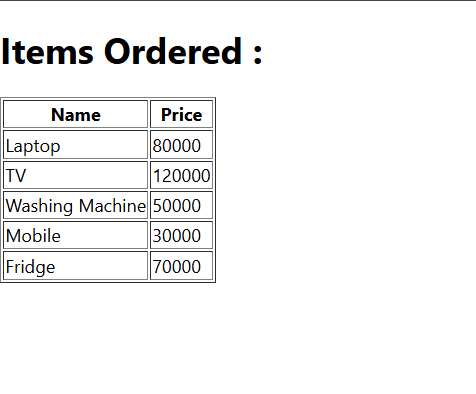 Items Ordered :
Name Price
Laptop 80000
TV 120000
Washing Machine 50000
Mobile 30000
Fridge 70000